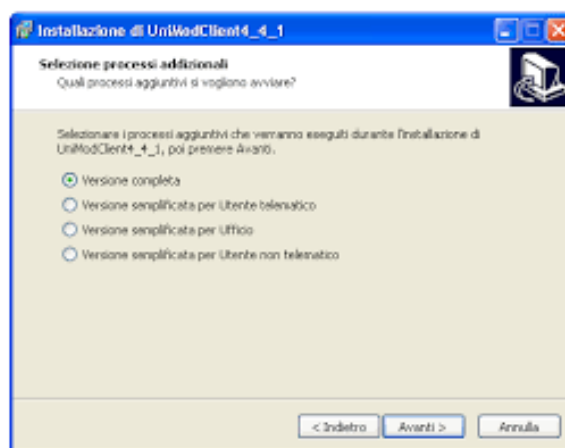 Installazione di UniModClient4_4_1
Selezione processi addizionali
Quali processi aggiuntivi si vogliono avviare?
Selezionare i processi aggiuntivi che verranno eseguiti durante l'installazione di
UniModClient4_4_1, poi premere Avanti.
Versione completa
Versione semplificata per Utente telematico
Versione semplificata per Ufficio
Versione semplificata per Utente non telematico
< Indietro
Avanti >
Annulla